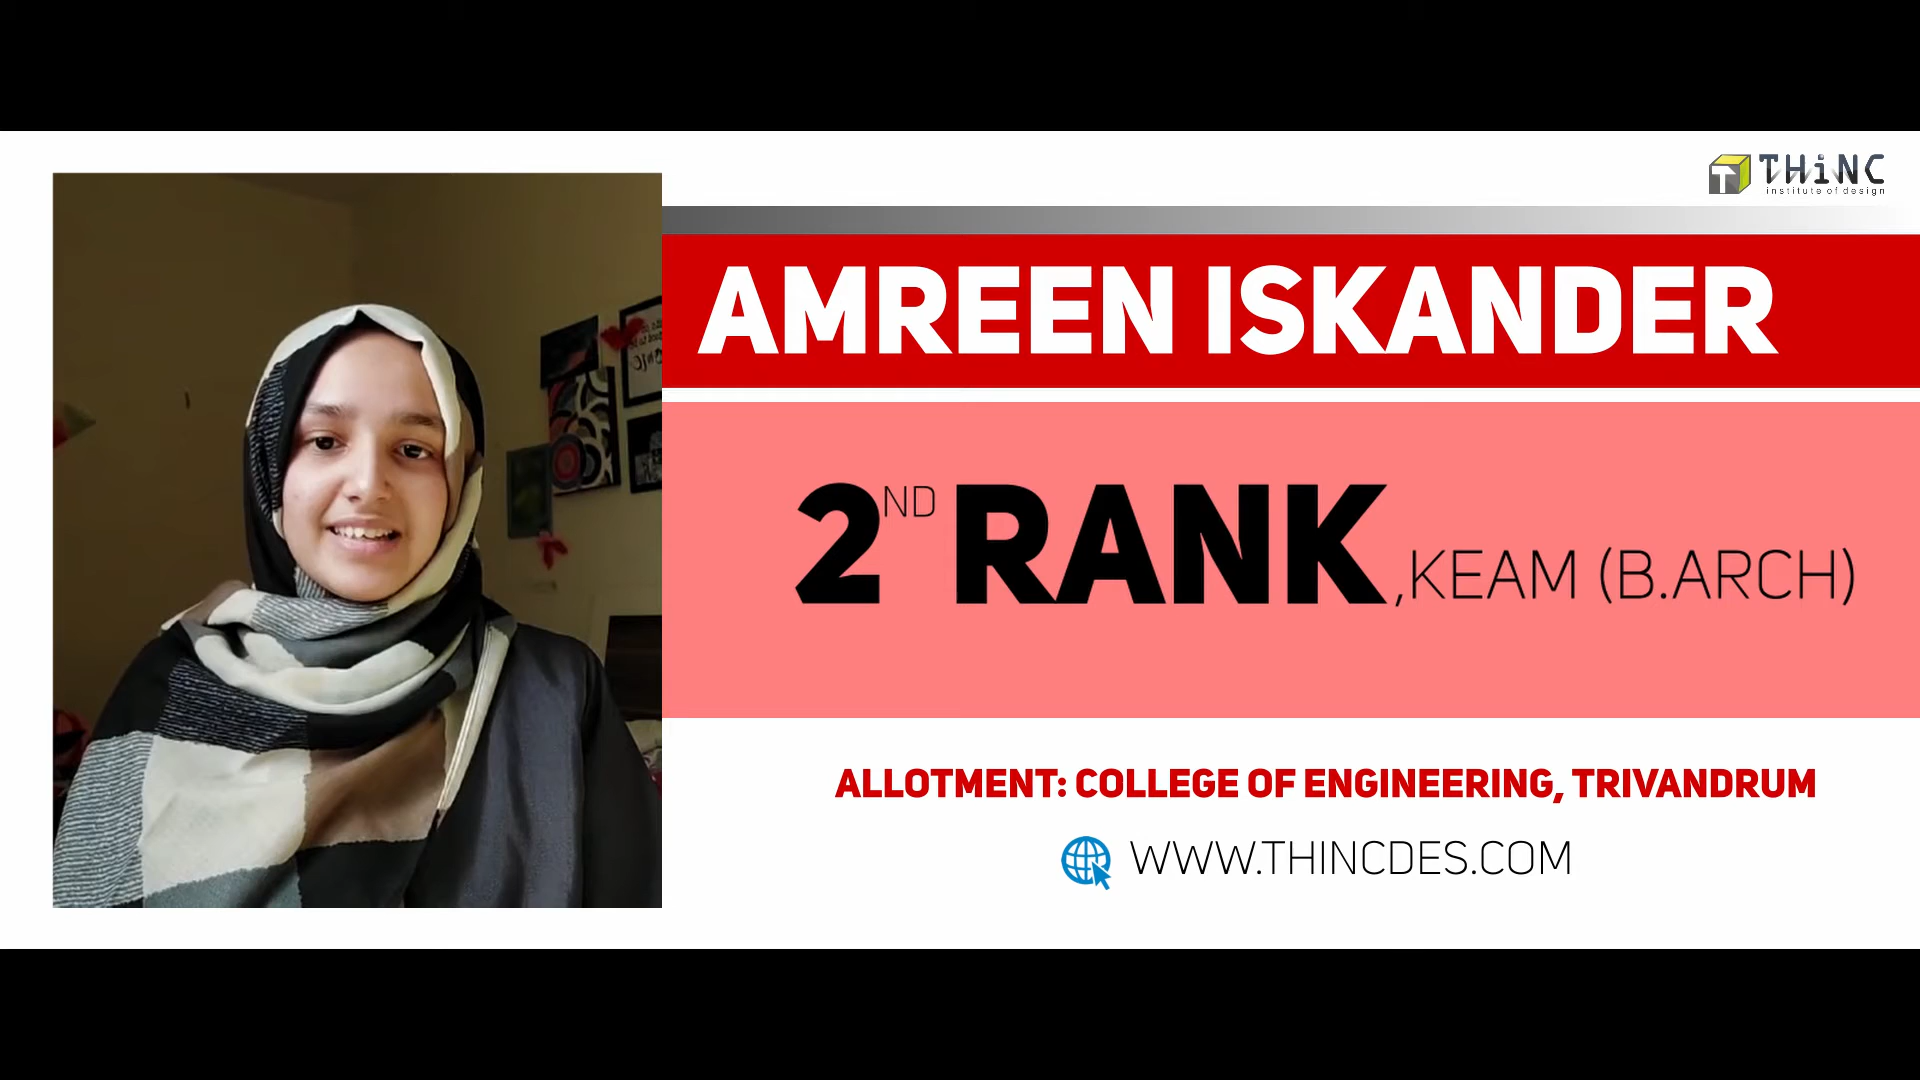 THiNC
institute of design
AMREEN ISKANDER
2ND RANK,KEAM (B.ARCH)
ALLOTMENT: COLLEGE OF ENGINEERING, TRIVANDRUM
WWW.THINCDES.COM